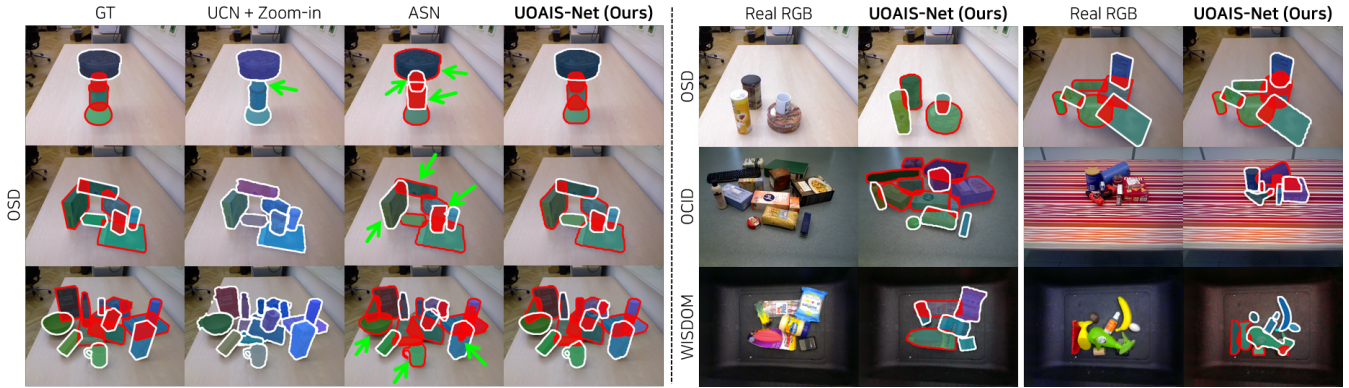 GT UCN + Zoom-in ASN UOAIS-Net (Ours) Real RGB UOAIS-Net (Ours) Real RGB UOAIS-Net (Ours)
OSD
OSD
OCID
WISDOM